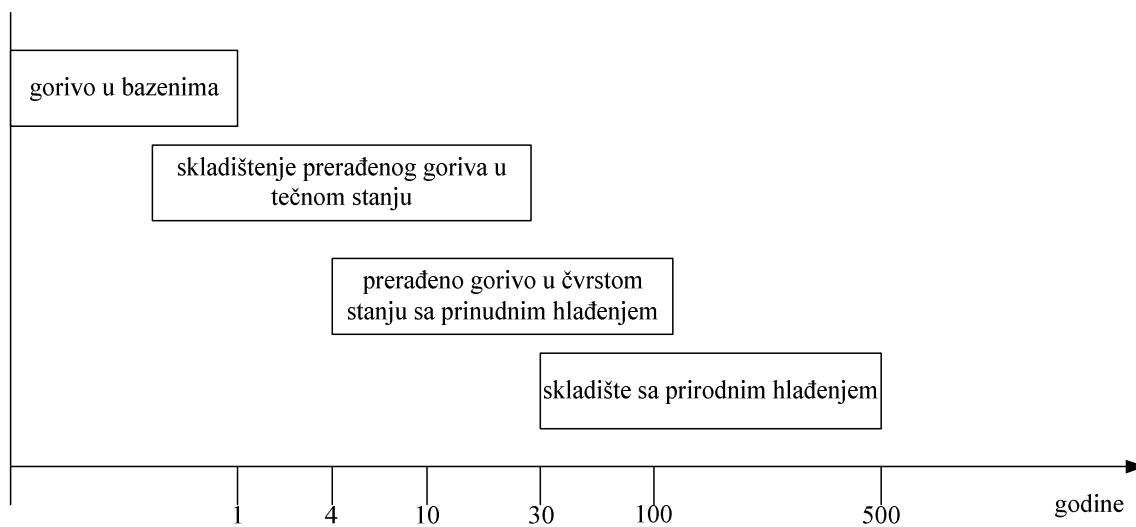 gorivo u bazenima
skladištenje prerađenog goriva u
tečnom stanju
prerađeno gorivo u čvrstom
stanju sa prinudnim hlađenjem
skladište sa prirodnim hlađenjem
1 4 10 30 100 500 godine